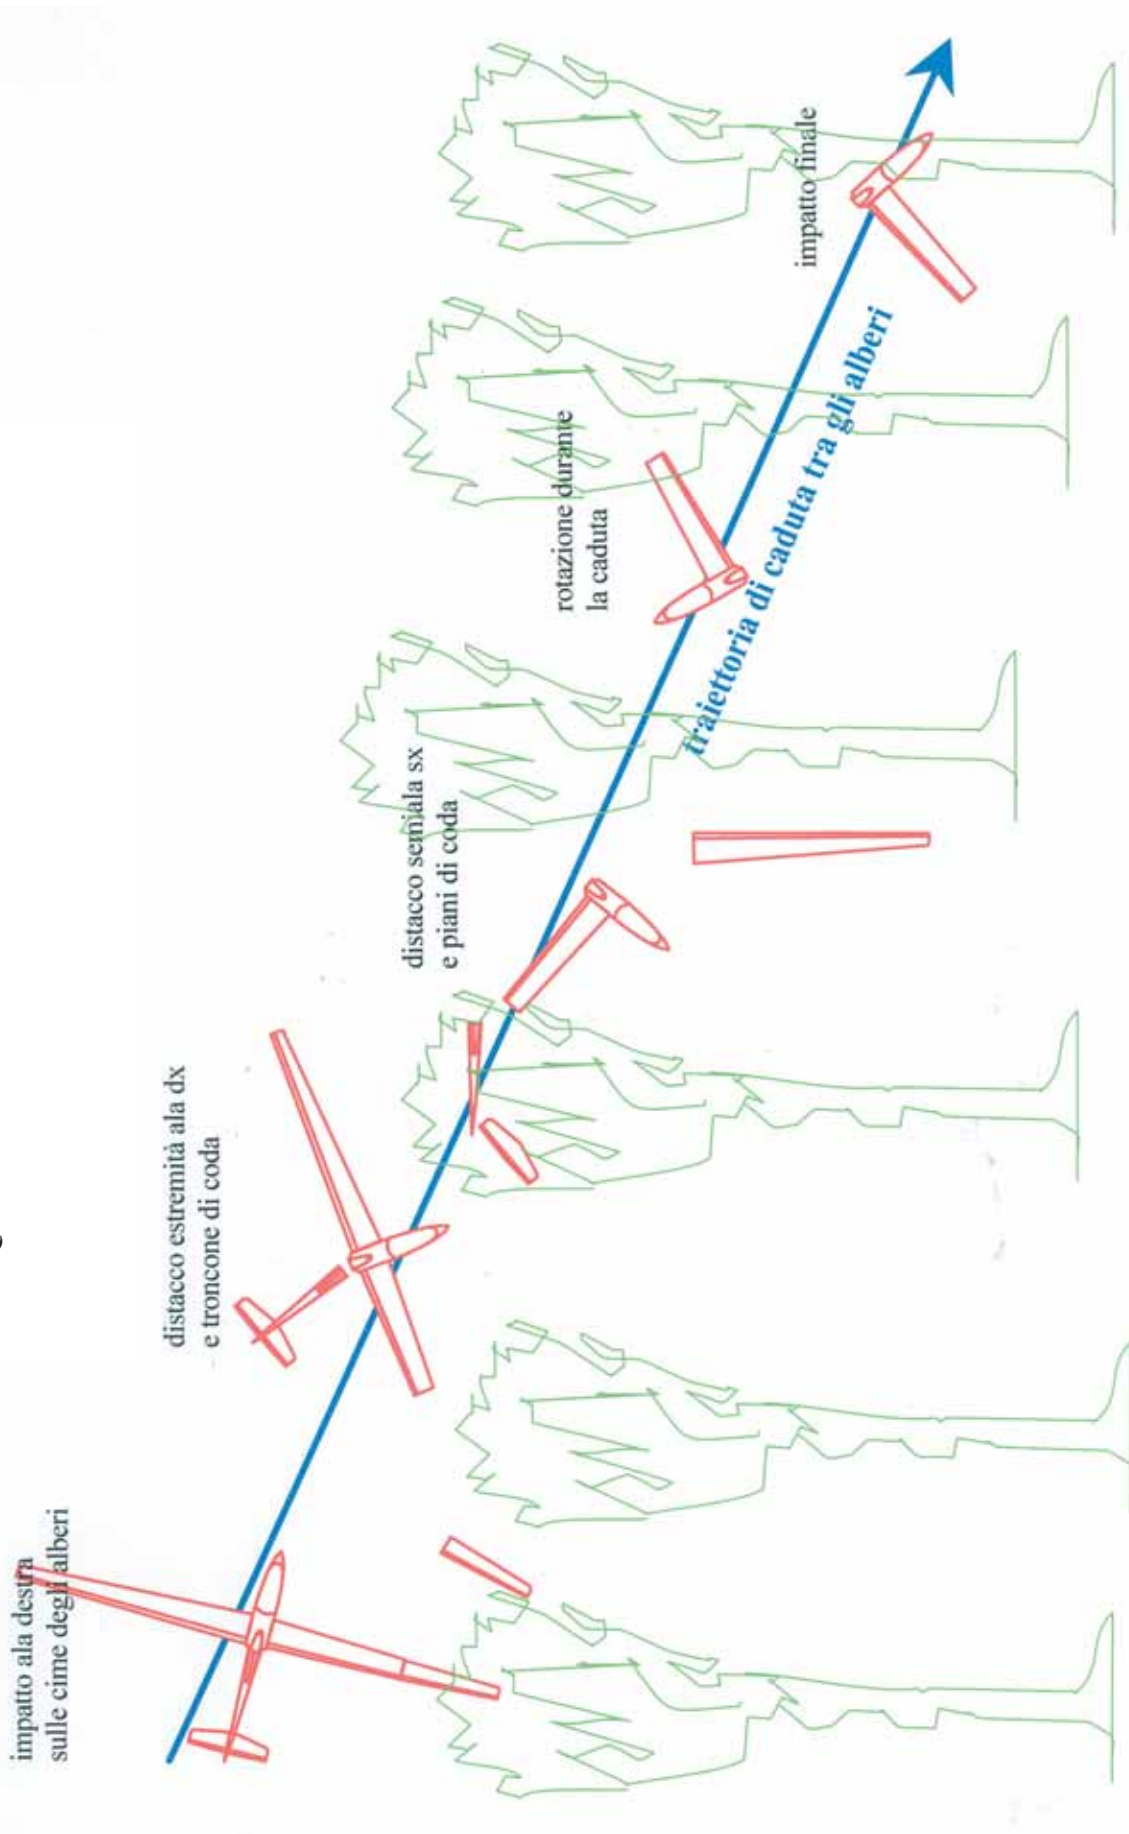 impatto ala destra
sulle cime degli alberi
distacco estremità ala dx
e troncone di coda
distacco semiala sx
e piani di coda
rotazione durante
la caduta
impatto finale
traiettoria di caduta tra gli alberi